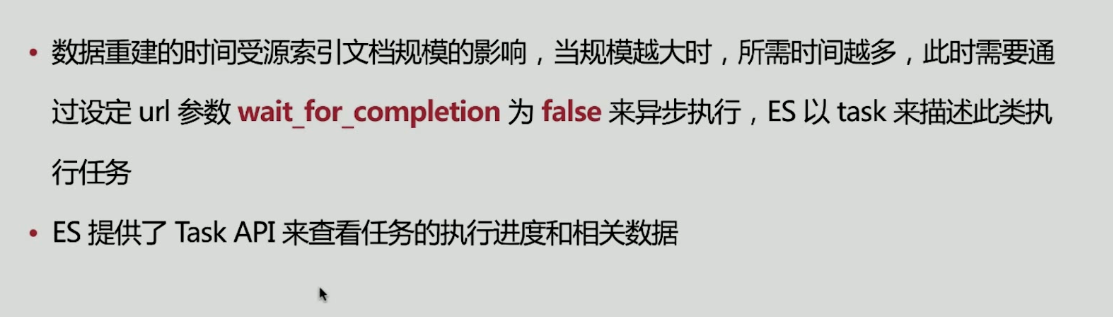 • 数据重建的时间受源索引文档规模的影响，当规模越大时，所需时间越多，此时需要通
过设定 url 参数 wait_for_completion 为 false 来异步执行，ES 以 task 来描述此类执
行任务
• ES 提供了 Task API 来查看任务的执行进度和相关数据